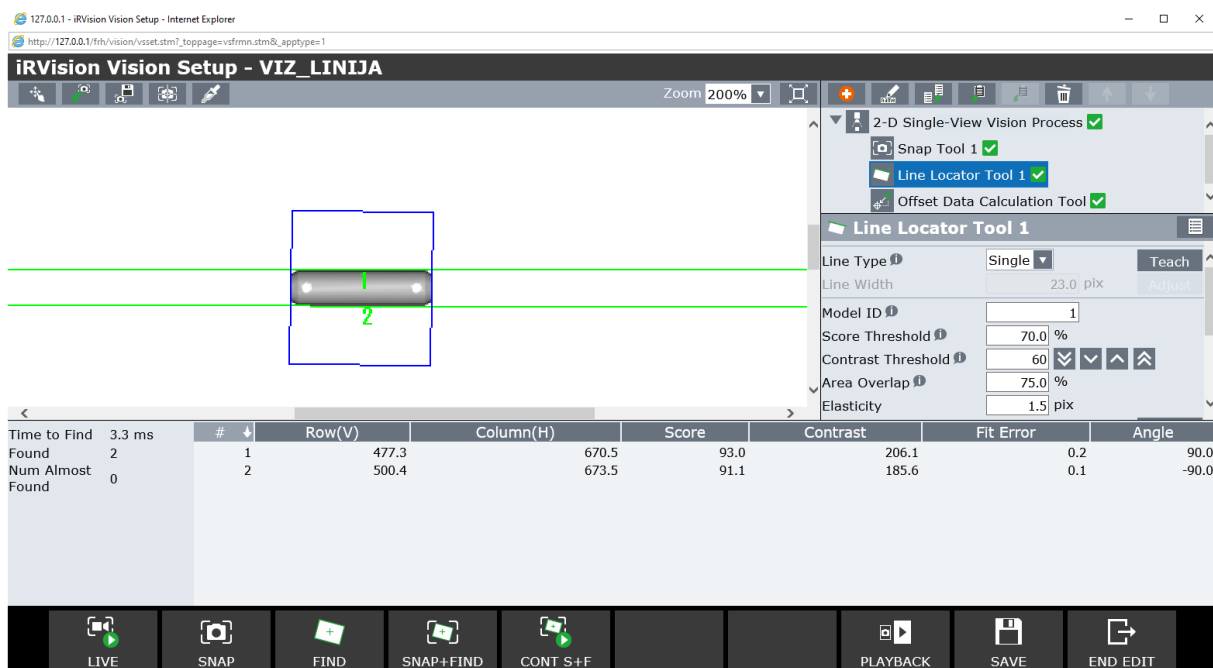 127.0.0.1 - iRVision Vision Setup - Internet Explorer
http://127.0.0.1/frh/vision/vsset.stm?_toppage=vsfrmn.stm&_apptype=1
iRVision Vision Setup - VIZ_LINIJA
Zoom 200%
2-D Single-View Vision Process
Snap Tool 1
Line Locator Tool 1
Offset Data Calculation Tool
Line Locator Tool 1
Line Type Single Teach
Line Width 23.0 pix Adjust
Model ID 1
Score Threshold 70.0 %
Contrast Threshold 60
Area Overlap 75.0 %
Elasticity 1.5 pix
1
2
Time to Find 3.3 ms
Found 2
Num Almost Found 0
# Row(V) Column(H) Score Contrast Fit Error Angle
1 477.3 670.5 93.0 206.1 0.2 90.0
2 500.4 673.5 91.1 185.6 0.1 -90.0
LIVE SNAP FIND SNAP+FIND CONT S+F PLAYBACK SAVE END EDIT